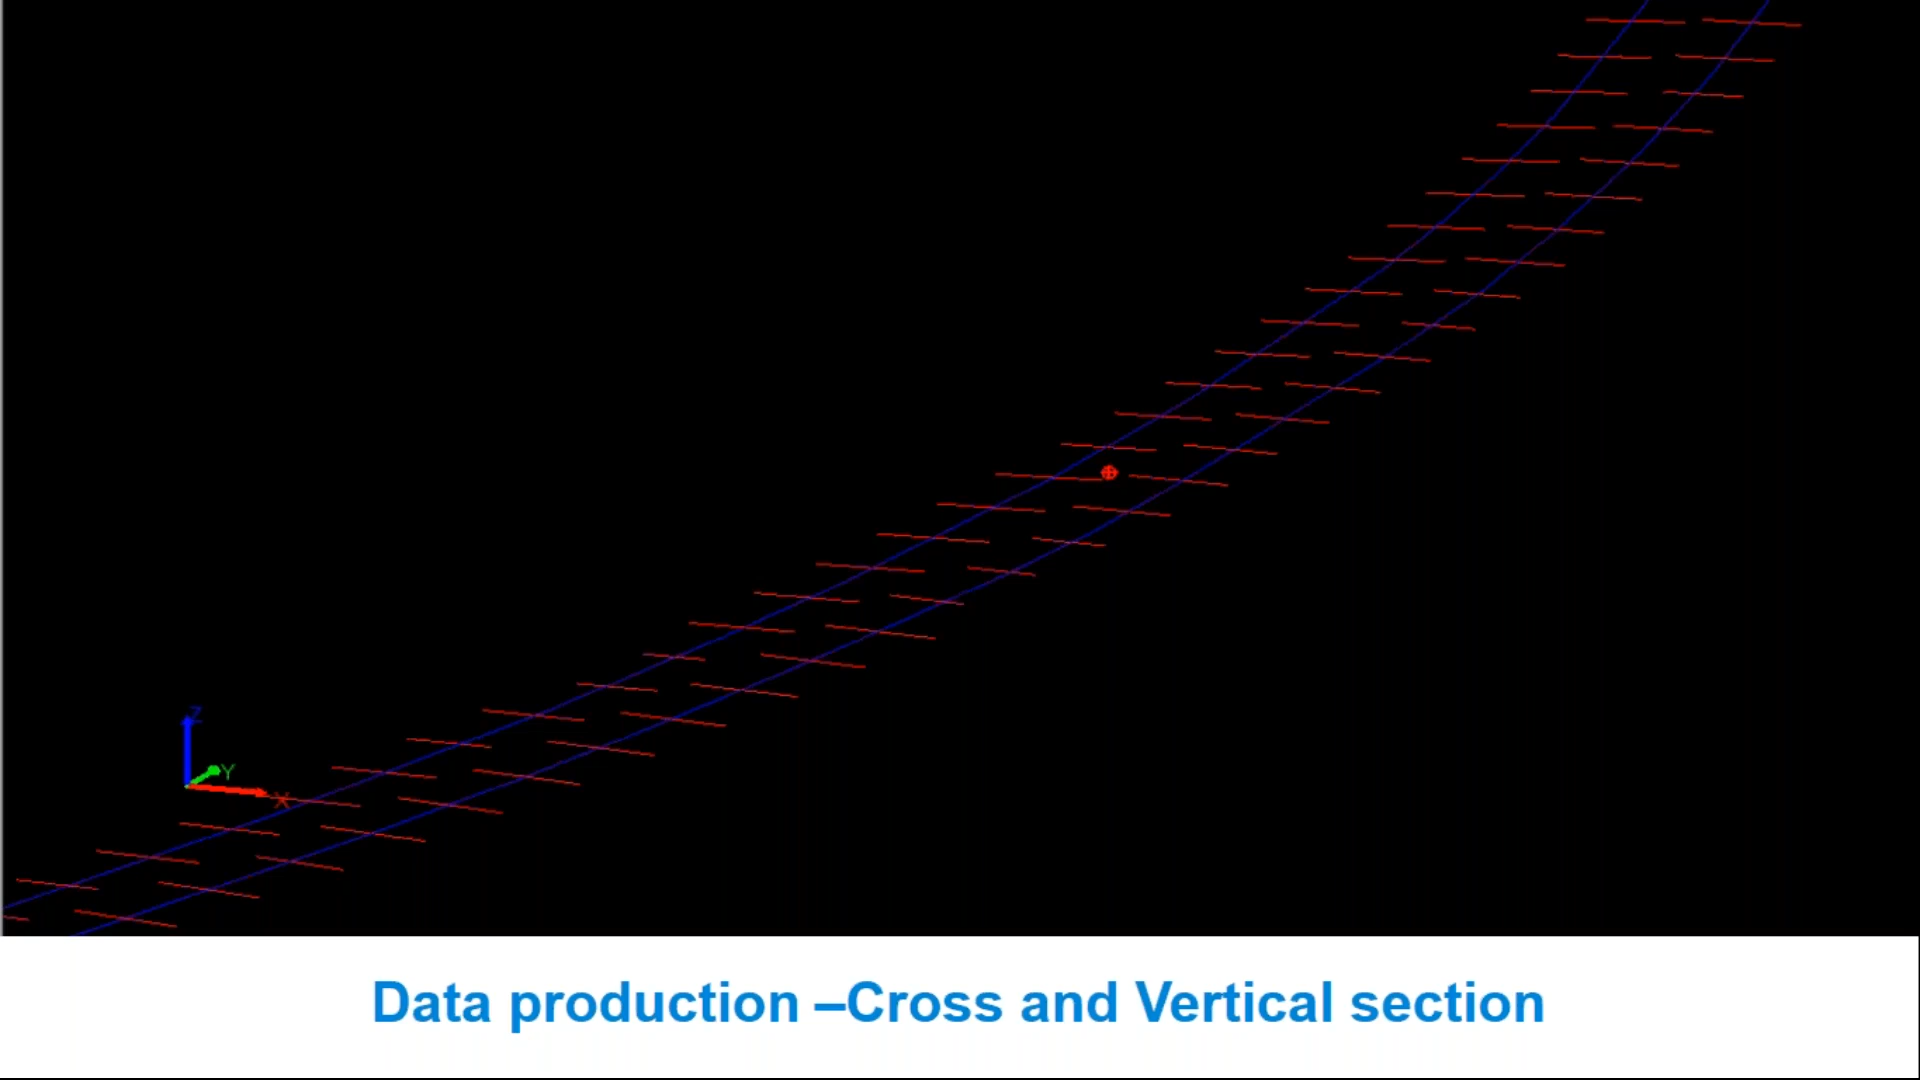 Z
Y
X
Data production –Cross and Vertical section